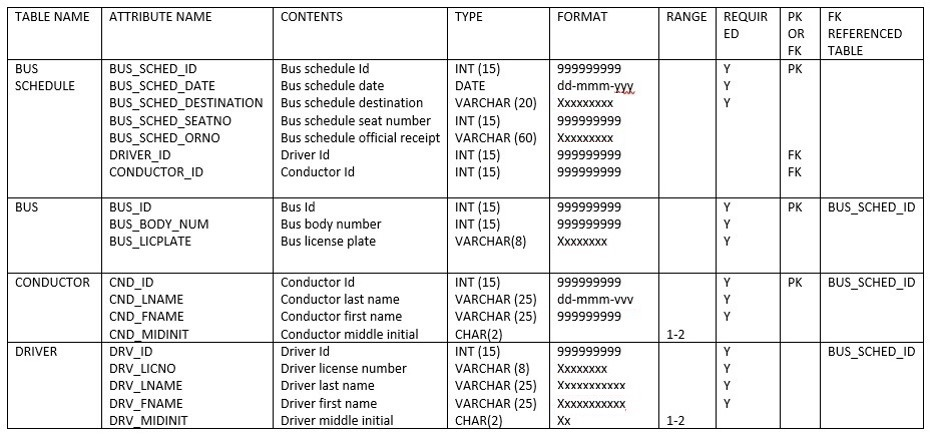 TABLE NAME ATTRIBUTE NAME CONTENTS TYPE FORMAT RANGE REQUIR PK FK
ED OR REFERENCED
FK TABLE
BUS BUS_SCHED_ID Bus schedule Id INT (15) 999999999 Y PK
SCHEDULE BUS_SCHED_DATE Bus schedule date DATE dd-mmm-yyy Y
BUS_SCHED_DESTINATION Bus schedule destination VARCHAR (20) Xxxxxxxxx Y
BUS_SCHED_SEATNO Bus schedule seat number INT (15) 999999999
BUS_SCHED_ORNO Bus schedule official receipt VARCHAR (60) Xxxxxxxxx
DRIVER_ID Driver Id INT (15) 999999999 FK
CONDUCTOR_ID Conductor Id INT (15) 999999999 FK
BUS BUS_ID Bus Id INT (15) 999999999 Y PK BUS_SCHED_ID
BUS_BODY_NUM Bus body number INT (15) 999999999 Y
BUS_LICPLATE Bus license plate VARCHAR(8) Xxxxxxxx Y
CONDUCTOR CND_ID Conductor Id INT (15) 999999999 Y PK BUS_SCHED_ID
CND_LNAME Conductor last name VARCHAR (25) dd-mmm-vvv Y
CND_FNAME Conductor first name VARCHAR (25) 999999999 Y
CND_MIDINIT Conductor middle initial CHAR(2) 1-2
DRIVER DRV_ID Driver Id INT (15) 999999999 Y BUS_SCHED_ID
DRV_LICNO Driver license number VARCHAR (8) Xxxxxxxx Y
DRV_LNAME Driver last name VARCHAR (25) Xxxxxxxxxxx Y
DRV_FNAME Driver first name VARCHAR (25) Xxxxxxxxxxx Y
DRV_MIDINIT Driver middle initial CHAR(2) Xx 1-2